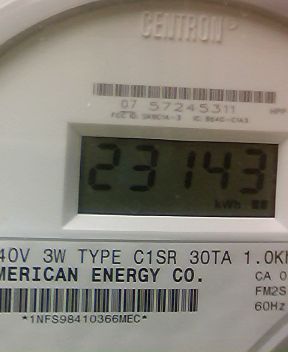 CENTRON®
07 57245311
23143
kWh
40V 3W TYPE C1SR 30TA 1.0K
MERICAN ENERGY CO.
CA 0
FM2S
60Hz
*1NFS98410366MEC*